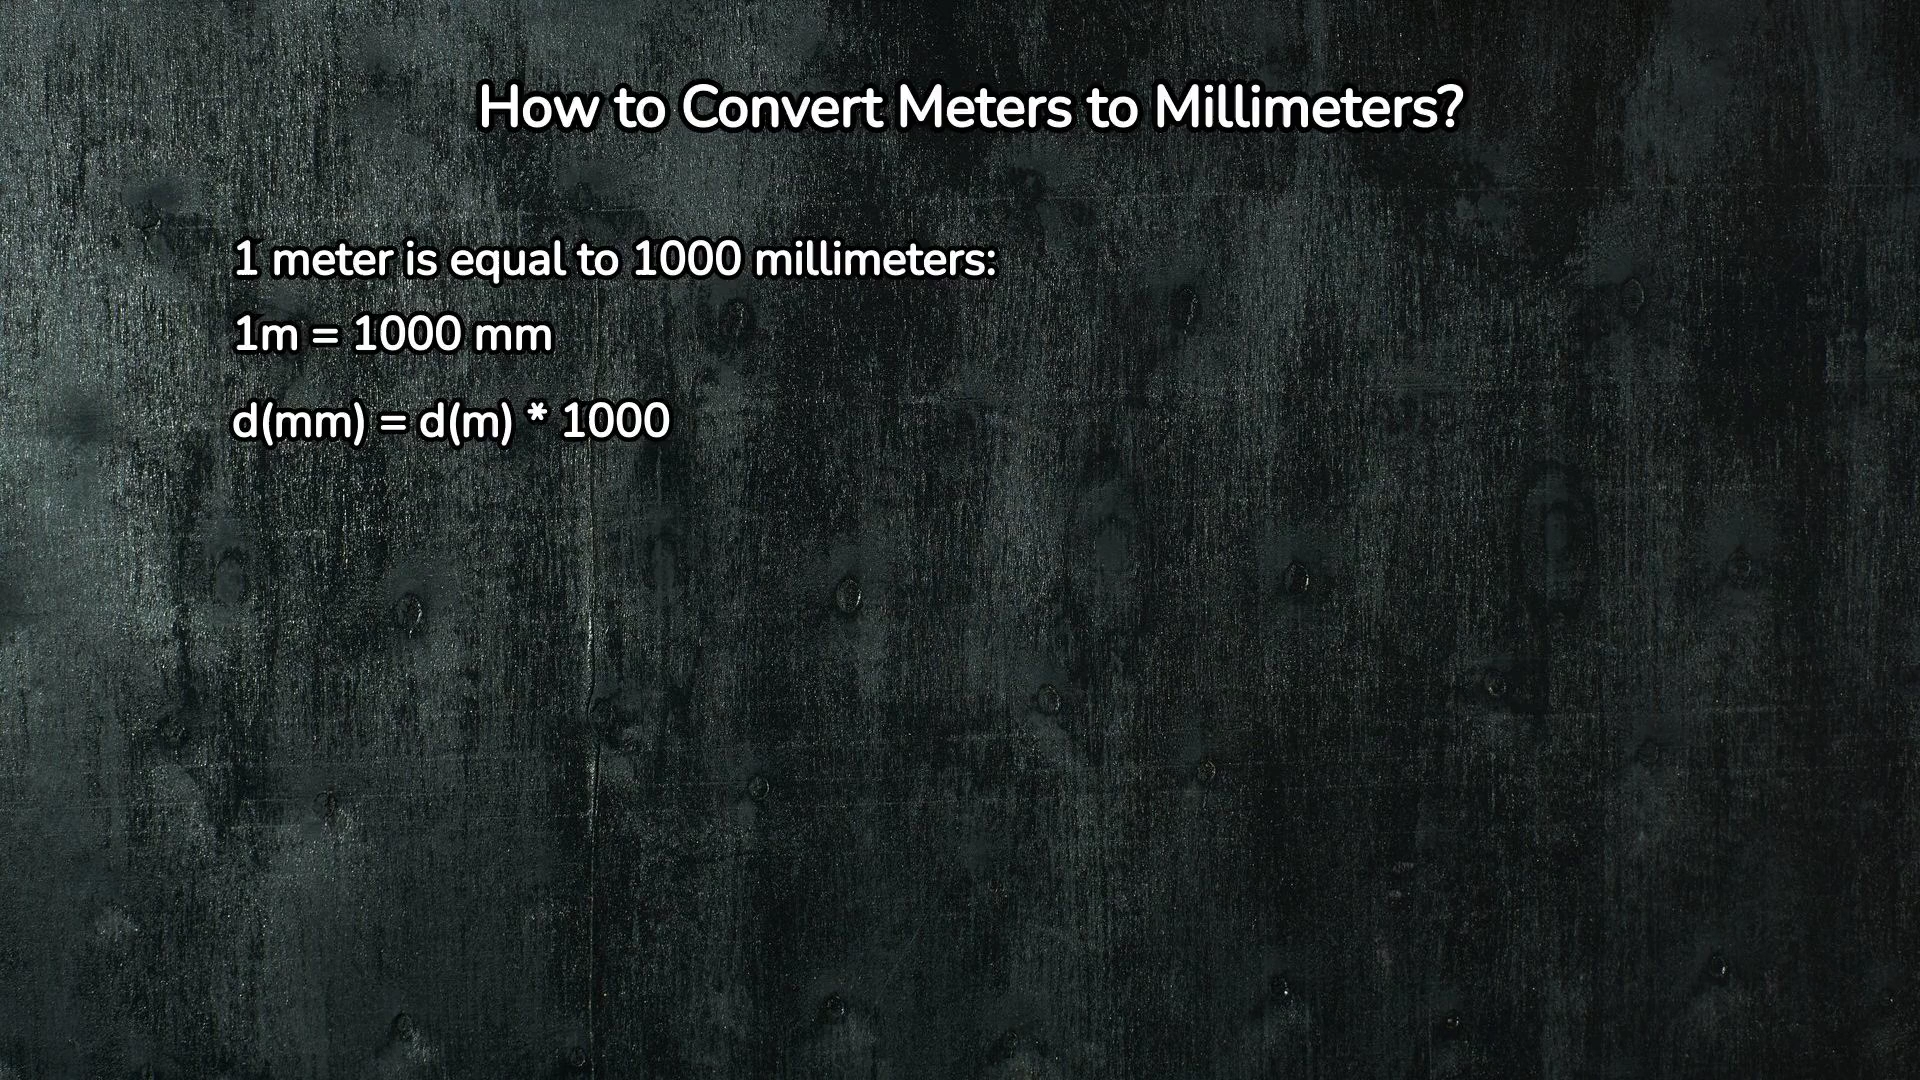 How to Convert Meters to Millimeters?
1 meter is equal to 1000 millimeters:
1m = 1000 mm
d(mm) = d(m) * 1000